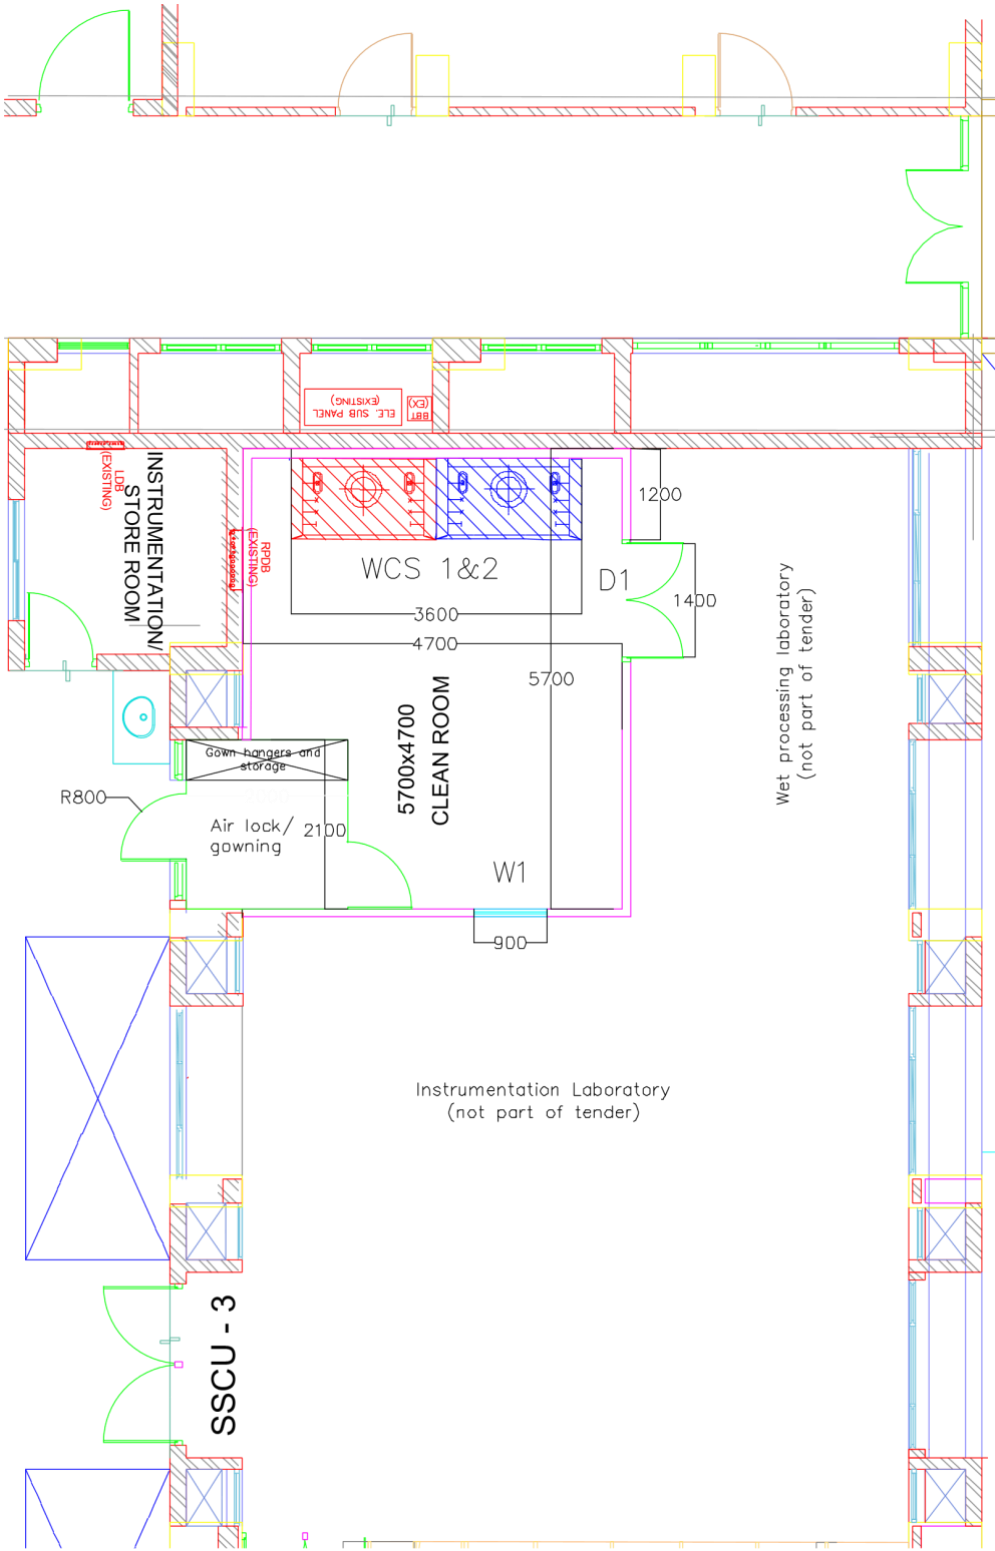 ELE. SUB PANEL
(EXISTING)
BBT
(EX)
LDB
(EXISTING)
INSTRUMENTATION/
STORE ROOM
RPDB
(EXISTING)
WCS 1&2
1200
D1
1400
3600
4700
5700
5700x4700
CLEAN ROOM
Wet processing laboratory
(not part of tender)
Gown hangers and
storage
R800
Air lock/
gowning
2100
W1
900
Instrumentation Laboratory
(not part of tender)
SSCU - 3